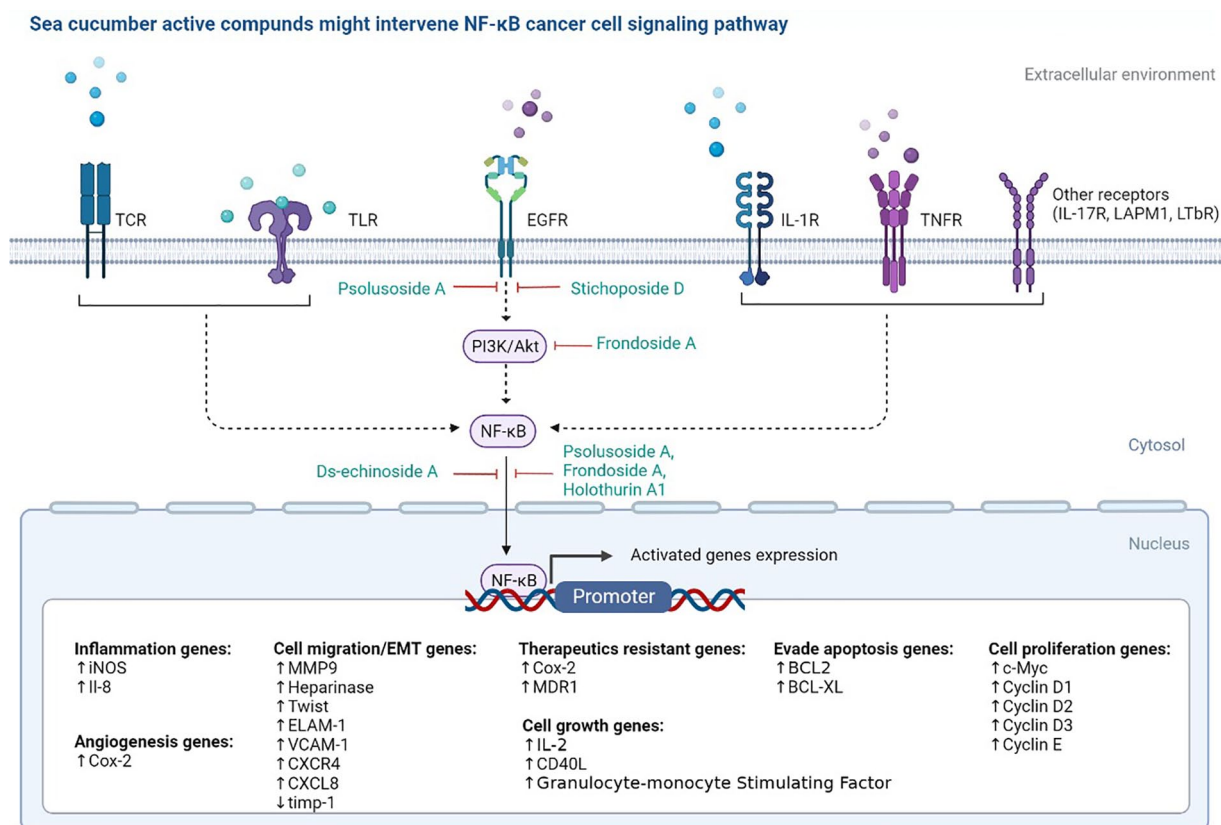 Sea cucumber active compunds might intervene NF-κB cancer cell signaling pathway
Extracellular environment
TCR
TLR
EGFR
IL-1R
TNFR
Other receptors
(IL-17R, LAPM1, LTbR)
Psolusoside A
Stichoposide D
PI3K/Akt
Frondoside A
NF-κB
Cytosol
Ds-echinoside A
Psolusoside A,
Frondoside A,
Holothurin A1
Nucleus
Activated genes expression
NF-κB
Promoter
Inflammation genes:
↑iNOS
↑Il-8
Angiogenesis genes:
↑Cox-2
Cell migration/EMT genes:
↑MMP9
↑Heparinase
↑Twist
↑ELAM-1
↑VCAM-1
↑CXCR4
↑CXCL8
↓timp-1
Therapeutics resistant genes:
↑Cox-2
↑MDR1
Cell growth genes:
↑IL-2
↑CD40L
↑Granulocyte-monocyte Stimulating Factor
Evade apoptosis genes:
↑BCL2
↑BCL-XL
Cell proliferation genes:
↑c-Myc
↑Cyclin D1
↑Cyclin D2
↑Cyclin D3
↑Cyclin E